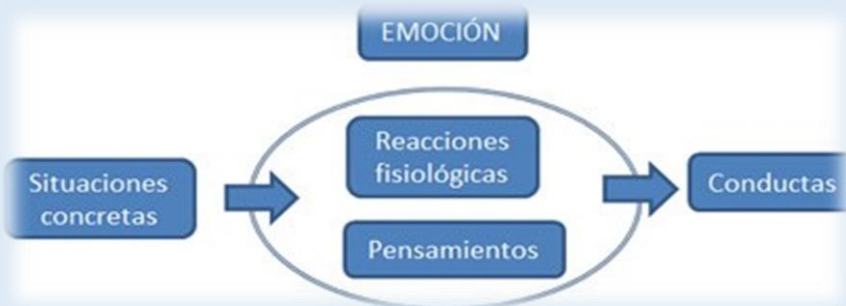 EMOCIÓN
Situaciones
concretas
Reacciones
fisiológicas
Pensamientos
Conductas